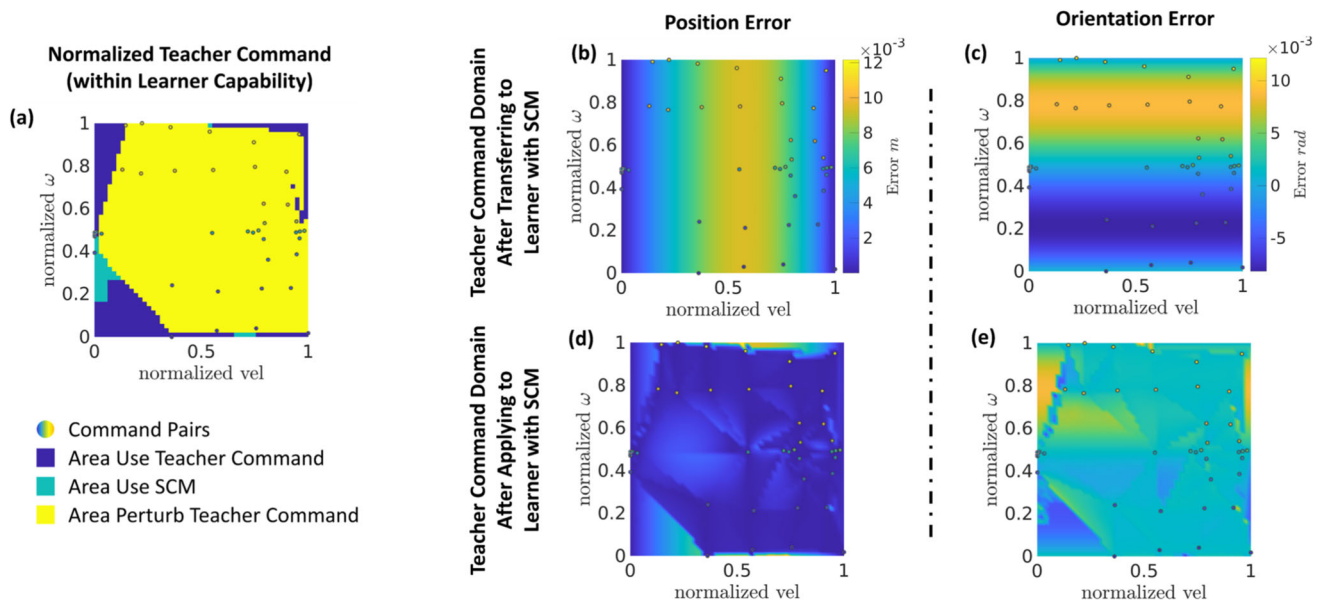 Position Error
Orientation Error
Normalized Teacher Command
(within Learner Capability)
(a)
1
0.8
0.6
0.4
0.2
0
0
0.5
1
normalized ω
normalized vel
Command Pairs
Area Use Teacher Command
Area Use SCM
Area Perturb Teacher Command
Teacher Command Domain
After Transferring to
Learner with SCM
(b)
1
0.8
0.6
0.4
0.2
0
0
0.5
1
normalized ω
normalized vel
×10⁻³
12
10
8
6
4
2
Error m
(c)
1
0.8
0.6
0.4
0.2
0
0
0.5
1
normalized ω
normalized vel
×10⁻³
10
5
0
-5
Error rad
Teacher Command Domain
After Applying to
Learner with SCM
(d)
1
0.8
0.6
0.4
0.2
0
0
0.5
1
normalized ω
normalized vel
(e)
1
0.8
0.6
0.4
0.2
0
0
0.5
1
normalized ω
normalized vel